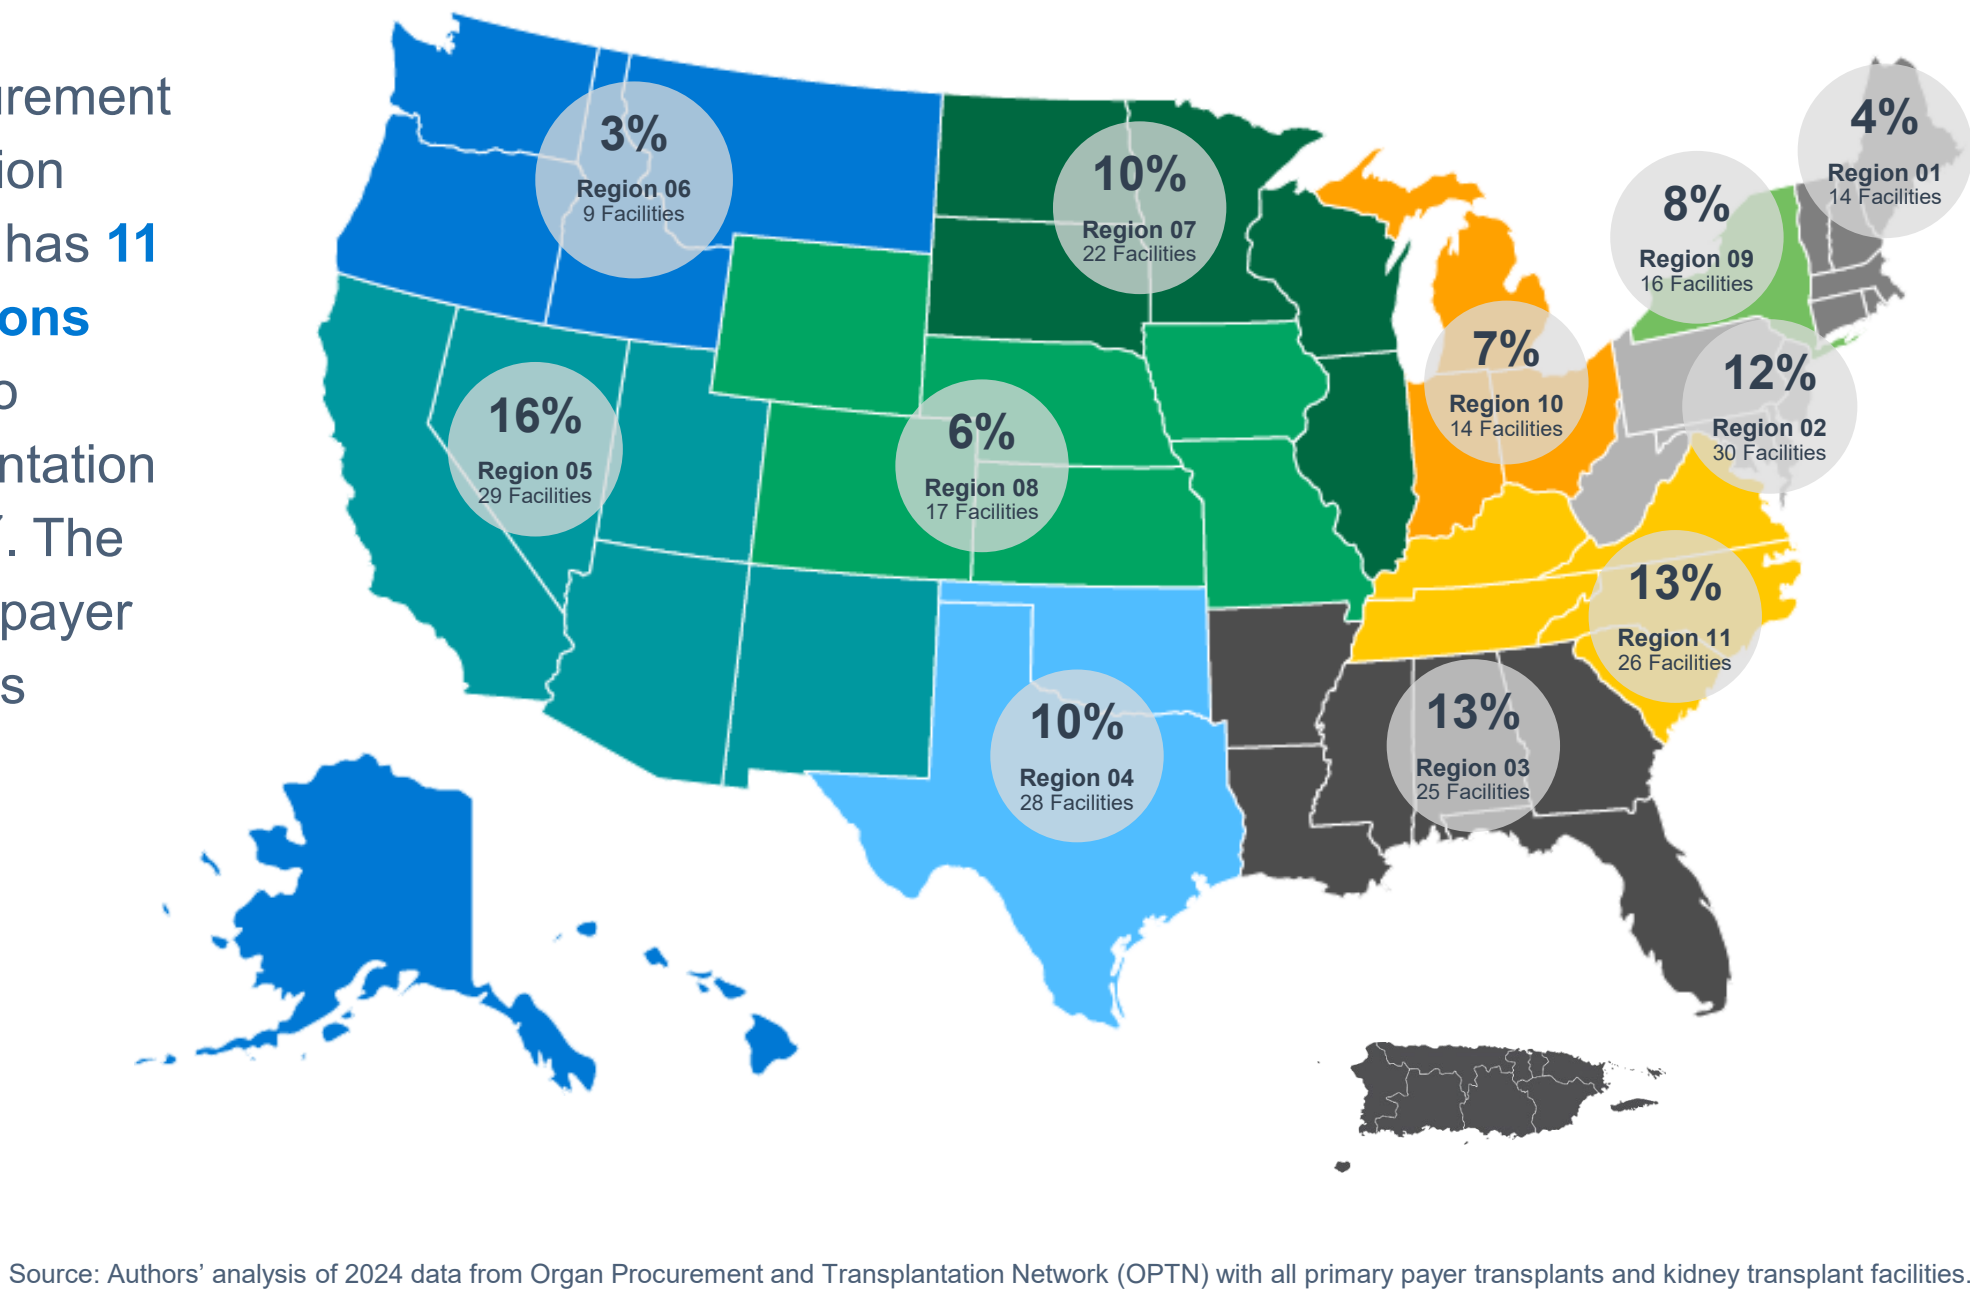 urement
ion
has 11
ons
o
ntation
. The
payer
s
3%
Region 06
9 Facilities
10%
Region 07
22 Facilities
4%
Region 01
14 Facilities
8%
Region 09
16 Facilities
7%
Region 10
14 Facilities
12%
Region 02
30 Facilities
16%
Region 05
29 Facilities
6%
Region 08
17 Facilities
13%
Region 11
26 Facilities
10%
Region 04
28 Facilities
13%
Region 03
25 Facilities
Source: Authors’ analysis of 2024 data from Organ Procurement and Transplantation Network (OPTN) with all primary payer transplants and kidney transplant facilities.